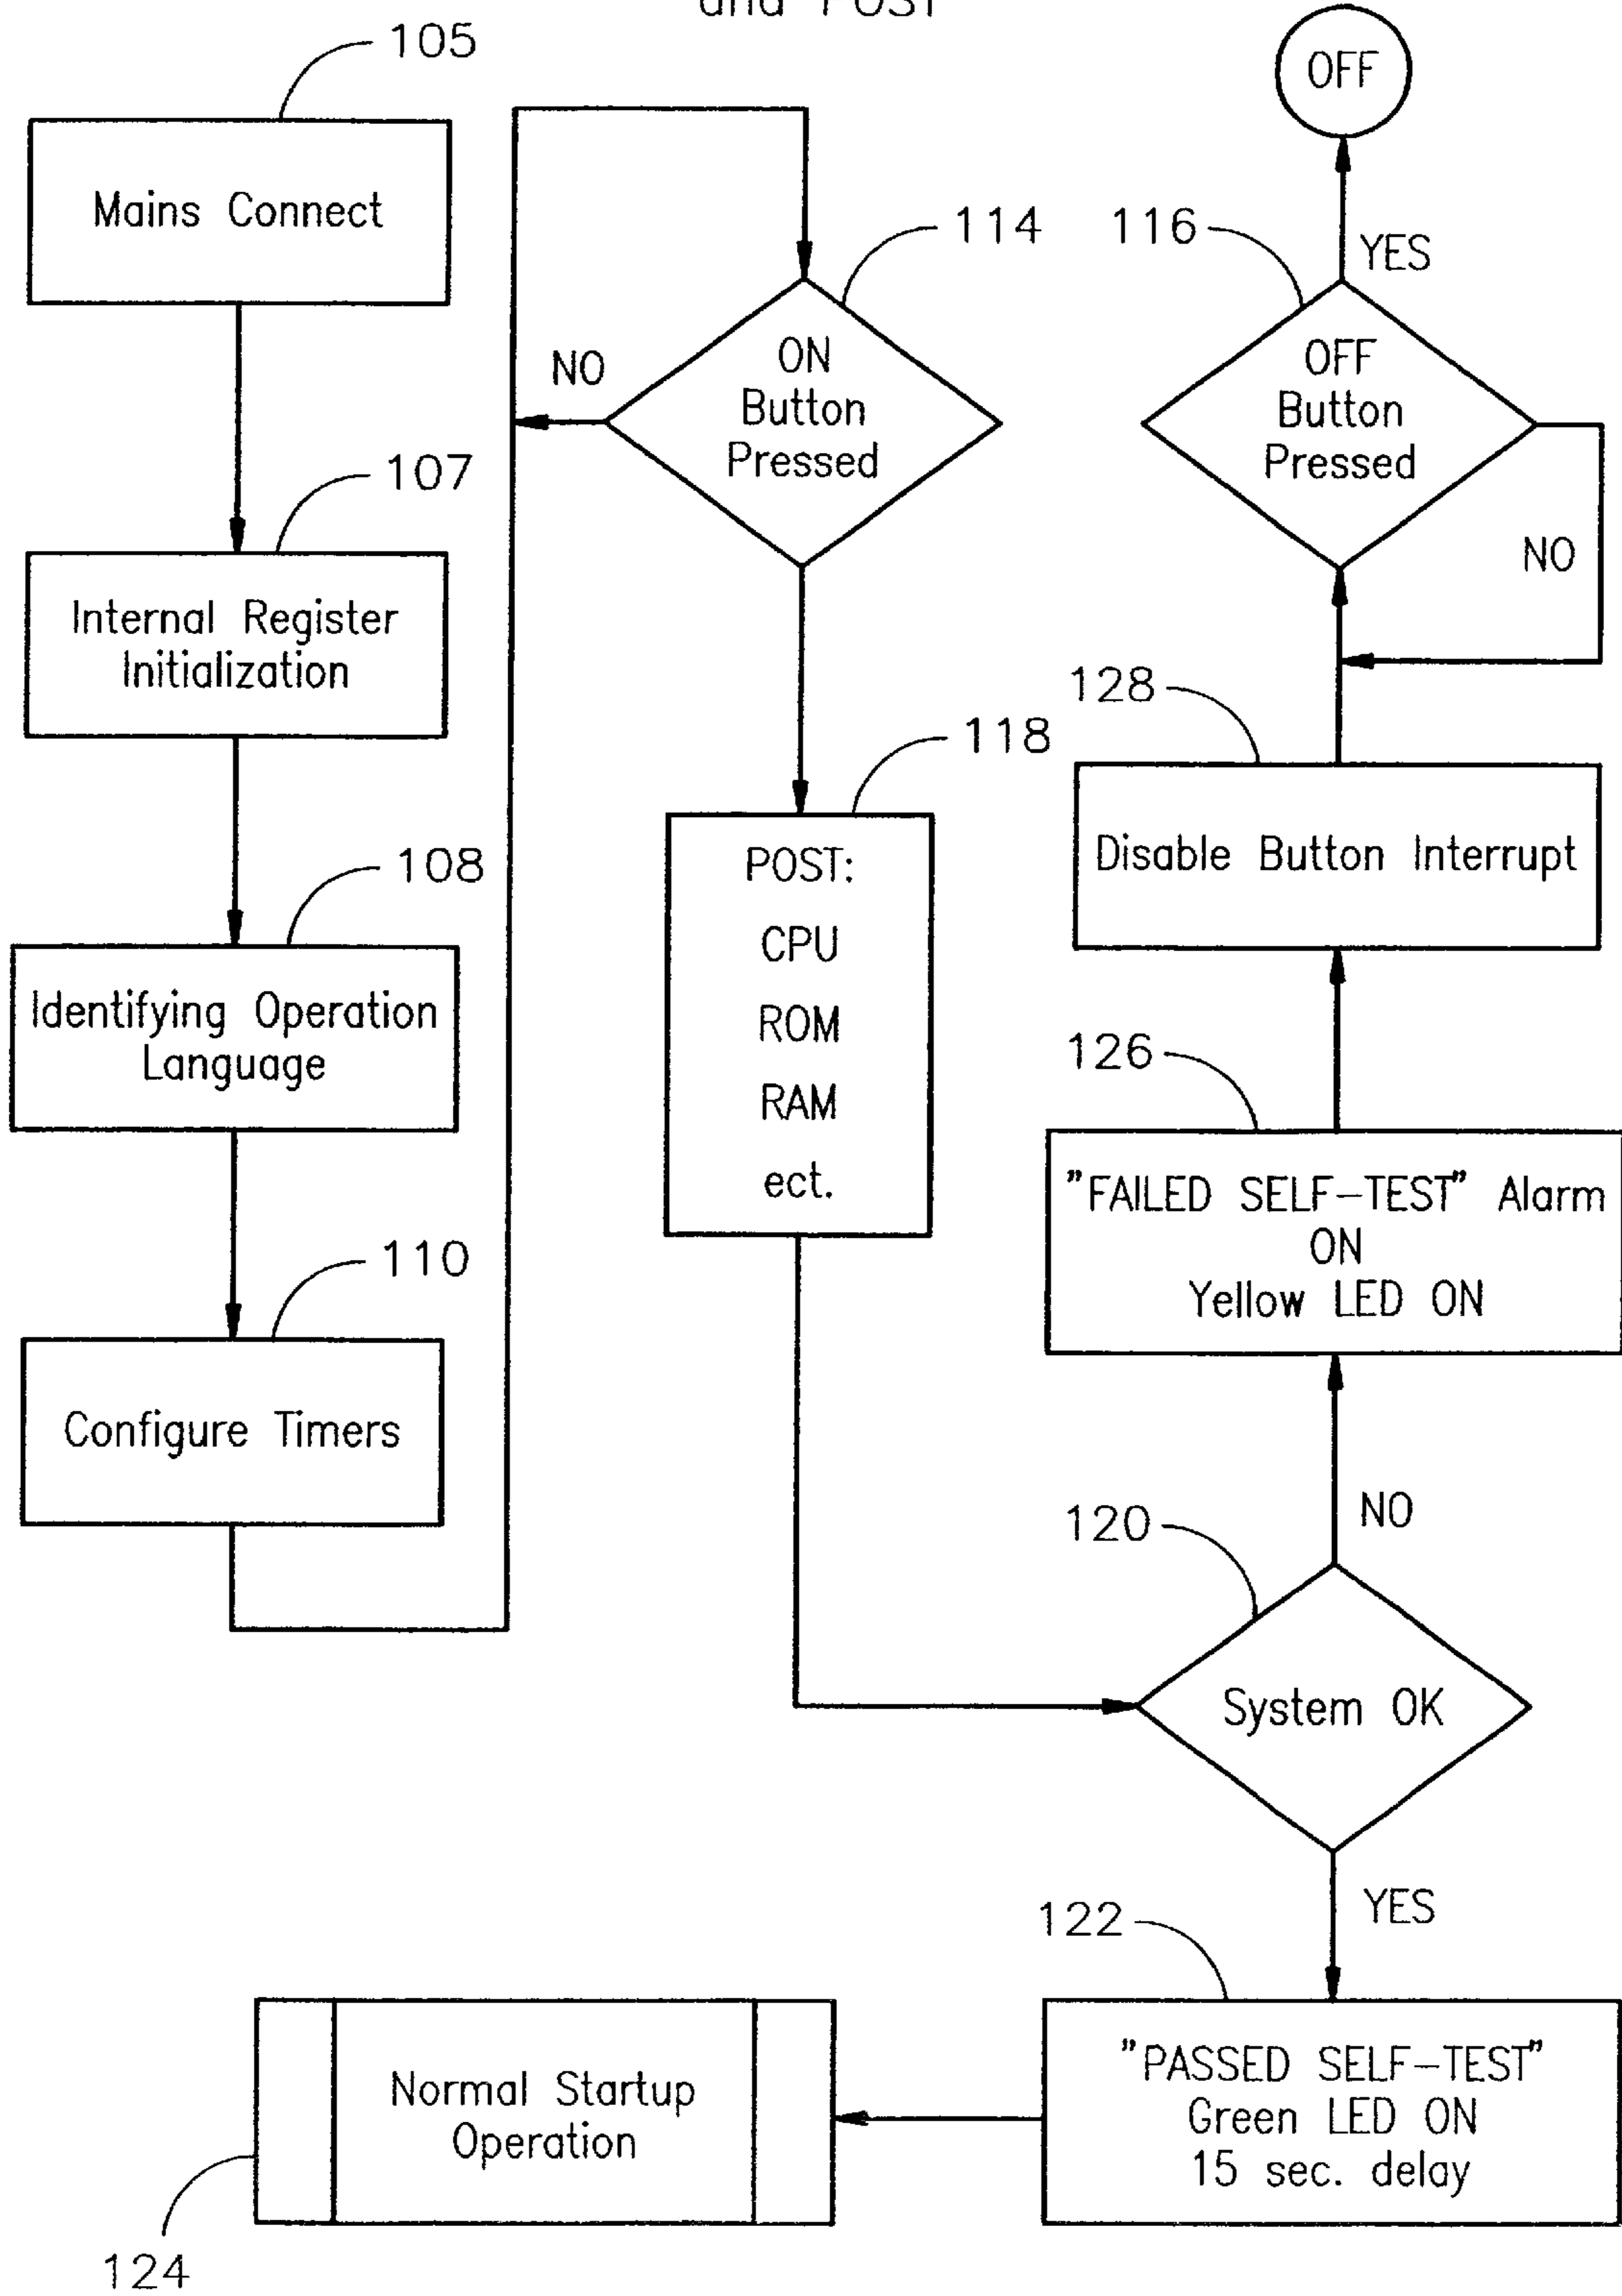 and POST
105
Mains Connect
107
Internal Register
Initialization
108
Identifying Operation
Language
110
Configure Timers
114
ON
Button
Pressed
NO
118
POST:
CPU
ROM
RAM
ect.
OFF
116
YES
OFF
Button
Pressed
NO
128
Disable Button Interrupt
126
"FAILED SELF-TEST" Alarm
ON
Yellow LED ON
NO
120
System OK
YES
122
"PASSED SELF-TEST"
Green LED ON
15 sec. delay
Normal Startup
Operation
124